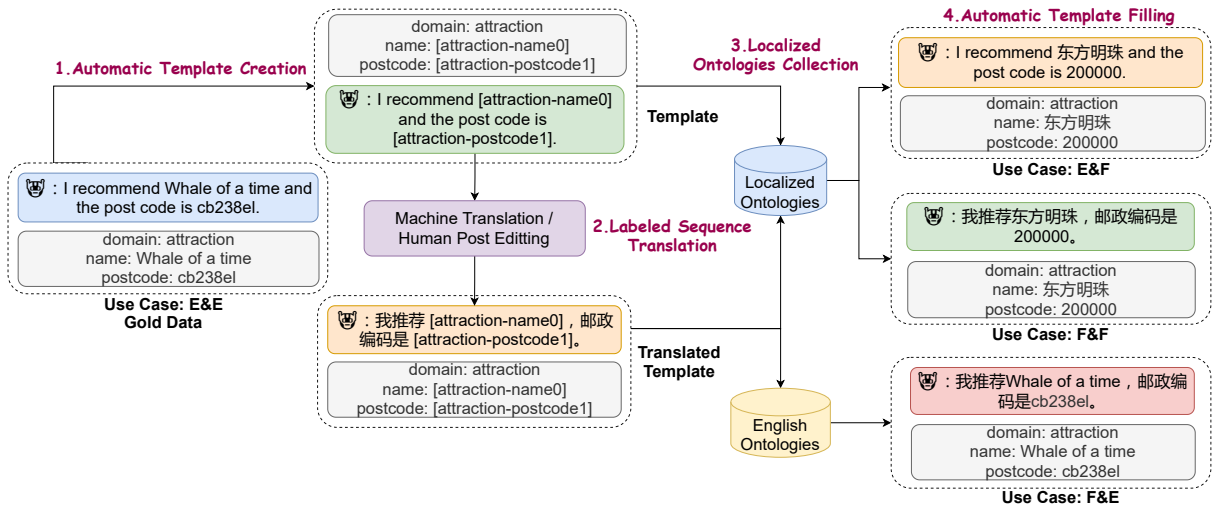 1.Automatic Template Creation
domain: attraction
name: [attraction-name0]
postcode: [attraction-postcode1]
: I recommend [attraction-name0]
and the post code is
[attraction-postcode1].
Template
: I recommend Whale of a time and
the post code is cb238el.
domain: attraction
name: Whale of a time
postcode: cb238el
Use Case: E&E
Gold Data
Machine Translation /
Human Post Editting
2.Labeled Sequence
Translation
: 我推荐 [attraction-name0]，邮政
编码是 [attraction-postcode1]。
domain: attraction
name: [attraction-name0]
postcode: [attraction-postcode1]
Translated
Template
3.Localized
Ontologies Collection
Localized
Ontologies
English
Ontologies
4.Automatic Template Filling
: I recommend 东方明珠 and the
post code is 200000.
domain: attraction
name: 东方明珠
postcode: 200000
Use Case: E&F
: 我推荐东方明珠，邮政编码是
200000。
domain: attraction
name: 东方明珠
postcode: 200000
Use Case: F&F
: 我推荐Whale of a time，邮政编
码是cb238el。
domain: attraction
name: Whale of a time
postcode: cb238el
Use Case: F&E